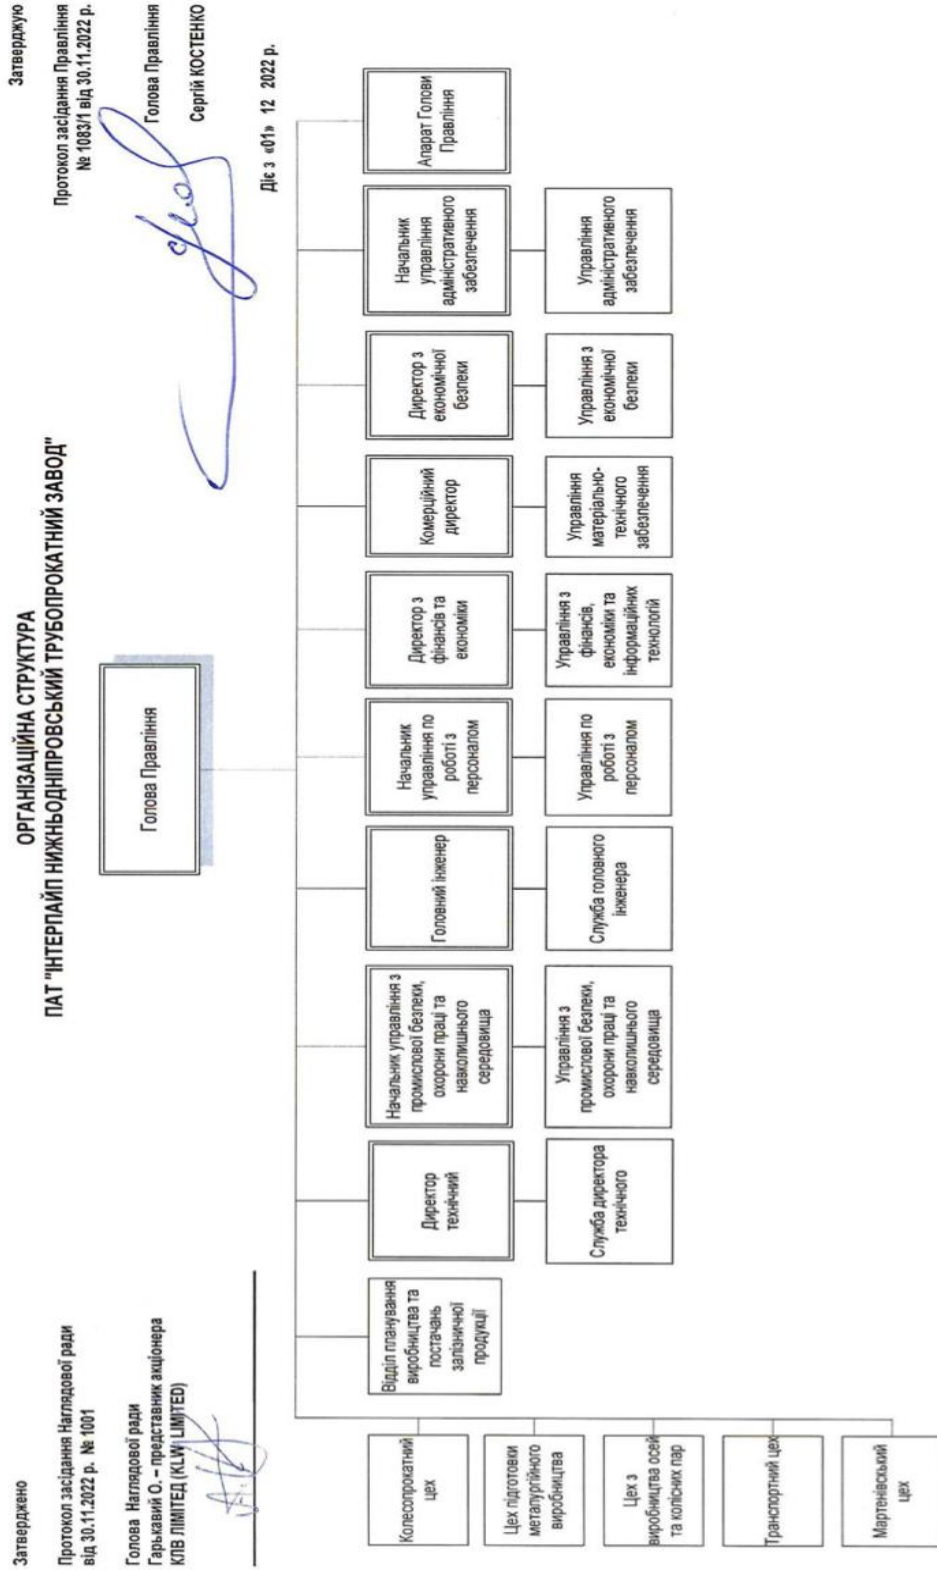 Затверджено
Протокол засідання Наглядової ради
від 30.11.2022 р. № 1001
Голова Наглядової ради
Гарькавий О. – представник акціонера
КЛВ ЛІМІТЕД (KLW LIMITED)
ОРГАНІЗАЦІЙНА СТРУКТУРА
ПАТ "ІНТЕРПАЙП НИЖНЬОДНІПРОВСЬКИЙ ТРУБОПРОКАТНИЙ ЗАВОД"
Затверджую
Протокол засідання Правління
№ 1083/1 від 30.11.2022 р.
Голова Правління
Сергій КОСТЕНКО
Діє з «01» 12 2022 р.
Голова Правління
Відділ планування
виробництва та
постачань
залізничної
продукції
Директор
технічний
Начальник управління з
промислової безпеки,
охорони праці та
навколишнього
середовища
Головний інженер
Начальник
управління по
роботі з
персоналом
Директор з
фінансів та
економіки
Комерційний
директор
Директор з
економічної
безпеки
Начальник
управління
адміністративного
забезпечення
Апарат Голови
Правління
Служба директора
технічного
Управління з
промислової безпеки,
охорони праці та
навколишнього
середовища
Служба головного
інженера
Управління по
роботі з
персоналом
Управління з
фінансів,
економіки та
інформаційних
технологій
Управління
матеріально-
технічного
забезпечення
Управління з
економічної
безпеки
Управління
адміністративного
забезпечення
Колесопрокатний
цех
Цех підготовки
металургійного
виробництва
Цех з
виробництва осей
та колісних пар
Транспортний цех
Мартенівський
цех